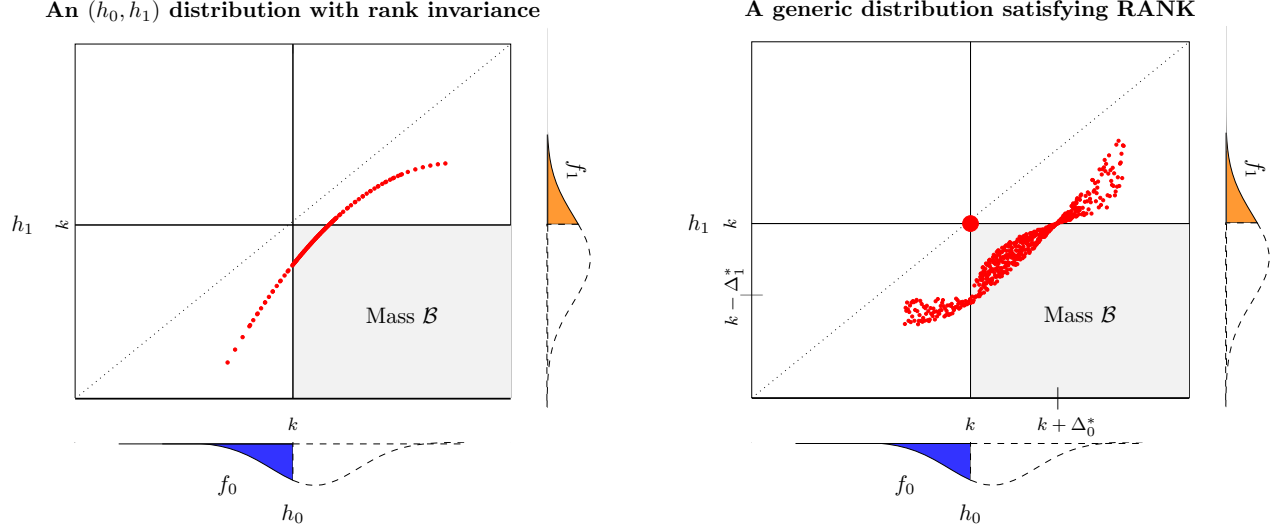 An (h₀, h₁) distribution with rank invariance
h₁
k
Mass ℬ
f₁
k
f₀
h₀
A generic distribution satisfying RANK
h₁
k
k − Δ₁*
Mass ℬ
f₁
k
k + Δ₀*
f₀
h₀